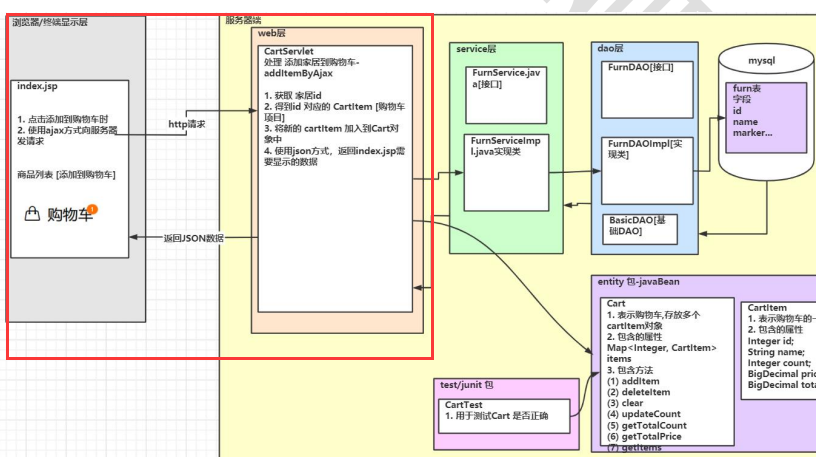 浏览器/终端显示层
index.jsp
1. 点击添加到购物车时
2. 使用ajax方式向服务器
发请求
商品列表 [添加到购物车]
购物车
1
http请求
返回JSON数据
服务器端
web层
CartServlet
处理 添加家居到购物车-
addItemByAjax
1. 获取 家居id
2. 得到id 对应的 CartItem [购物车
项目]
3. 将新的 cartItem 加入到Cart对
象中
4. 使用json方式，返回index.jsp需
要显示的数据
service层
FurnService.jav
a[接口]
FurnServiceImp
l.java实现类
dao层
FurnDAO[接口]
FurnDAOImpl[实
现类]
BasicDAO[基
础DAO]
mysql
furn表
字段
id
name
marker...
entity 包-javaBean
Cart
1. 表示购物车,存放多个
cartItem对象
2. 包含的属性
Map<Integer, CartItem>
items
3. 包含方法
(1) addItem
(2) deleteItem
(3) clear
(4) updateCount
(5) getTotalCount
(6) getTotalPrice
(7) getItems
CartItem
1. 表示购物车的一
2. 包含的属性
Integer id;
String name;
Integer count;
BigDecimal pric
BigDecimal tota
test/junit 包
CartTest
1. 用于测试Cart 是否正确